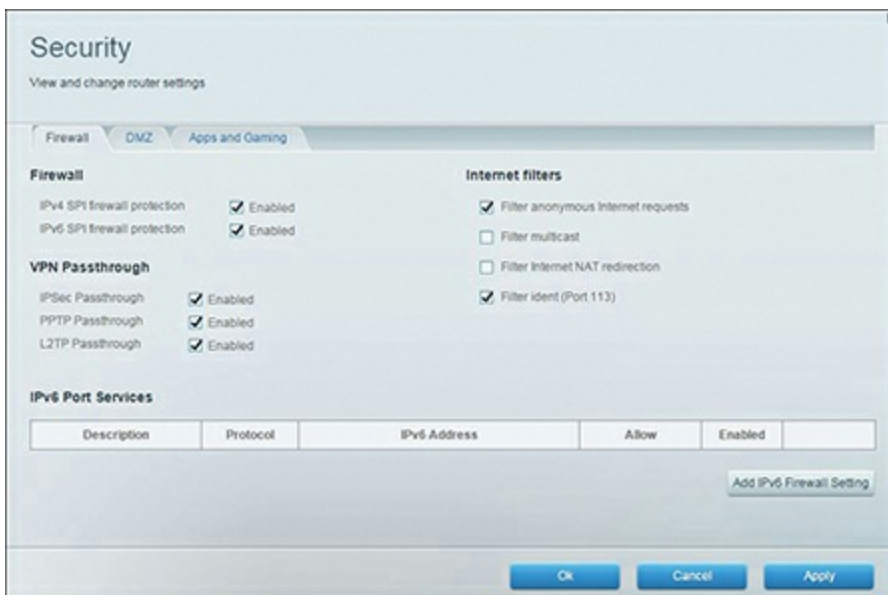 Security
View and change router settings
Firewall DMZ Apps and Gaming
Firewall
IPv4 SPI firewall protection Enabled
IPv6 SPI firewall protection Enabled
VPN Passthrough
IPSec Passthrough Enabled
PPTP Passthrough Enabled
L2TP Passthrough Enabled
Internet filters
Filter anonymous Internet requests
Filter multicast
Filter Internet NAT redirection
Filter ident (Port 113)
IPv6 Port Services
Description Protocol IPv6 Address Allow Enabled
Add IPv6 Firewall Setting
Ok Cancel Apply